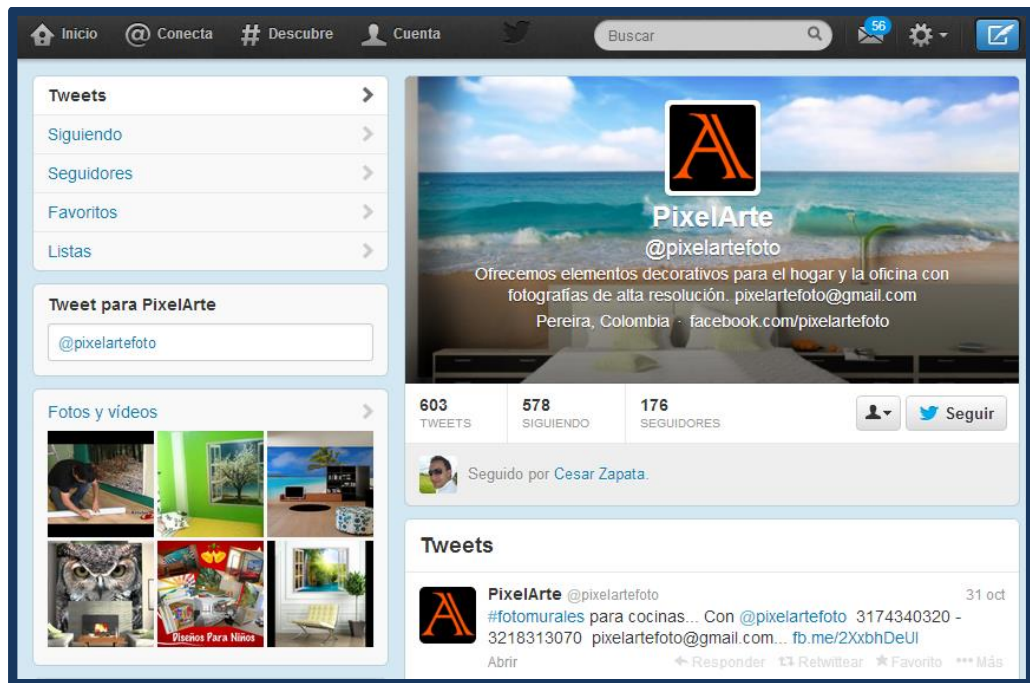 Inicio
Conecta
Descubre
Cuenta
Buscar
56
Tweets
Siguiendo
Seguidores
Favoritos
Listas
Tweet para PixelArte
@pixelartefoto
Fotos y vídeos
Diseños Para Niños
PixelArte
@pixelartefoto
Ofrecemos elementos decorativos para el hogar y la oficina con
fotografías de alta resolución. pixelartefoto@gmail.com
Pereira, Colombia · facebook.com/pixelartefoto
603 TWEETS
578 SIGUIENDO
176 SEGUIDORES
Seguir
Seguido por Cesar Zapata.
Tweets
PixelArte @pixelartefoto 31 oct
#fotomurales para cocinas... Con @pixelartefoto 3174340320 -
3218313070 pixelartefoto@gmail.com... fb.me/2XxbhDeUl
Abrir Responder Retwittear Favorito Más